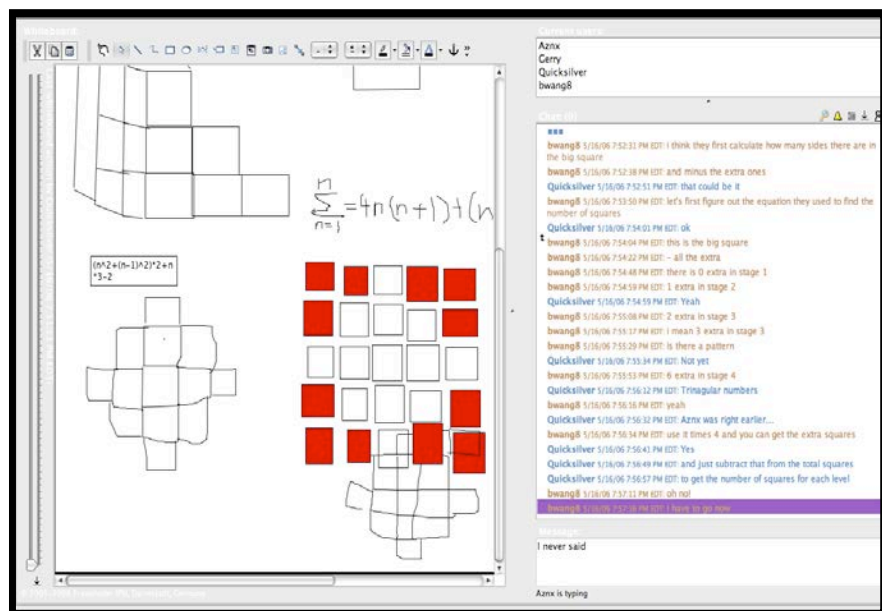 Whiteboard
Current users:
Aznx
Gerry
Quicksilver
bwang8
Chat (0)
bwang8 5/16/06 7:52:31 PM EDT: i think they first calculate how many sides there are in
the big square
bwang8 5/16/06 7:52:38 PM EDT: and minus the extra ones
Quicksilver 5/16/06 7:52:51 PM EDT: that could be it
bwang8 5/16/06 7:53:50 PM EDT: let's first figure out the equation they used to find the
number of squares
Quicksilver 5/16/06 7:54:01 PM EDT: ok
bwang8 5/16/06 7:54:04 PM EDT: this is the big square
bwang8 5/16/06 7:54:22 PM EDT: - all the extra
bwang8 5/16/06 7:54:48 PM EDT: there is 0 extra in stage 1
bwang8 5/16/06 7:54:59 PM EDT: 1 extra in stage 2
Quicksilver 5/16/06 7:54:59 PM EDT: Yeah
bwang8 5/16/06 7:55:08 PM EDT: 2 extra in stage 3
bwang8 5/16/06 7:55:17 PM EDT: i mean 3 extra in stage 3
bwang8 5/16/06 7:55:29 PM EDT: is there a pattern
Quicksilver 5/16/06 7:55:34 PM EDT: Not yet
bwang8 5/16/06 7:55:53 PM EDT: 6 extra in stage 4
Quicksilver 5/16/06 7:56:12 PM EDT: Trinagular numbers
bwang8 5/16/06 7:56:16 PM EDT: yeah
Quicksilver 5/16/06 7:56:32 PM EDT: Aznx was right earlier....
bwang8 5/16/06 7:56:34 PM EDT: use it times 4 and you can get the extra squares
Quicksilver 5/16/06 7:56:41 PM EDT: Yes
Quicksilver 5/16/06 7:56:49 PM EDT: and just subtract that from the total squares
Quicksilver 5/16/06 7:56:57 PM EDT: to get the number of squares for each level
bwang8 5/16/06 7:57:11 PM EDT: oh no!
bwang8 PM EDT: i have to go now
n
∑ =4n(n+1)+(n
n=1
(n^2+(n-1)^2)*2+n
*3-2
Message:
I never said
Aznx is typing